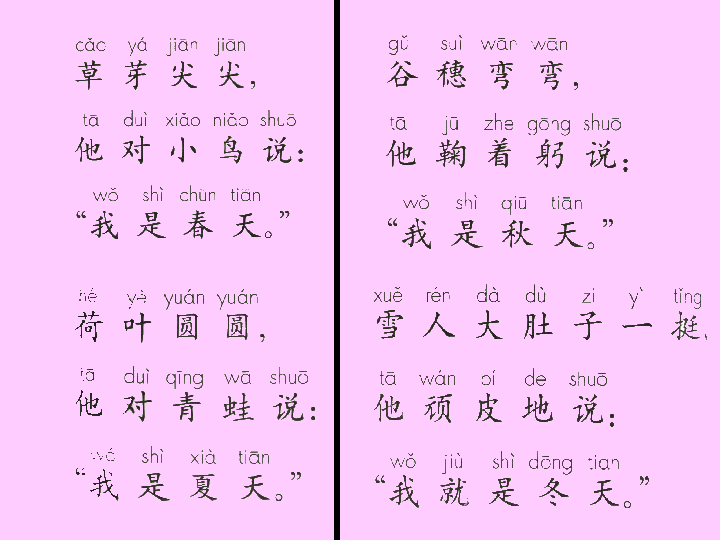 cǎo yá jiān jiān
草芽尖尖，
tā duì xiǎo niǎo shuō
他对小鸟说：
wǒ shì chūn tiān
“我是春天。”
hé yè yuán yuán
荷叶圆圆，
tā duì qīng wā shuō
他对青蛙说：
wǒ shì xià tiān
“我是夏天。”
gǔ suì wān wān
谷穗弯弯，
tā jū zhe gōng shuō
他鞠着躬说：
wǒ shì qiū tiān
“我是秋天。”
xuě rén dà dù zi yì tǐng
雪人大肚子一挺，
tā wán pí de shuō
他顽皮地说：
wǒ jiù shì dōng tiān
“我就是冬天。”